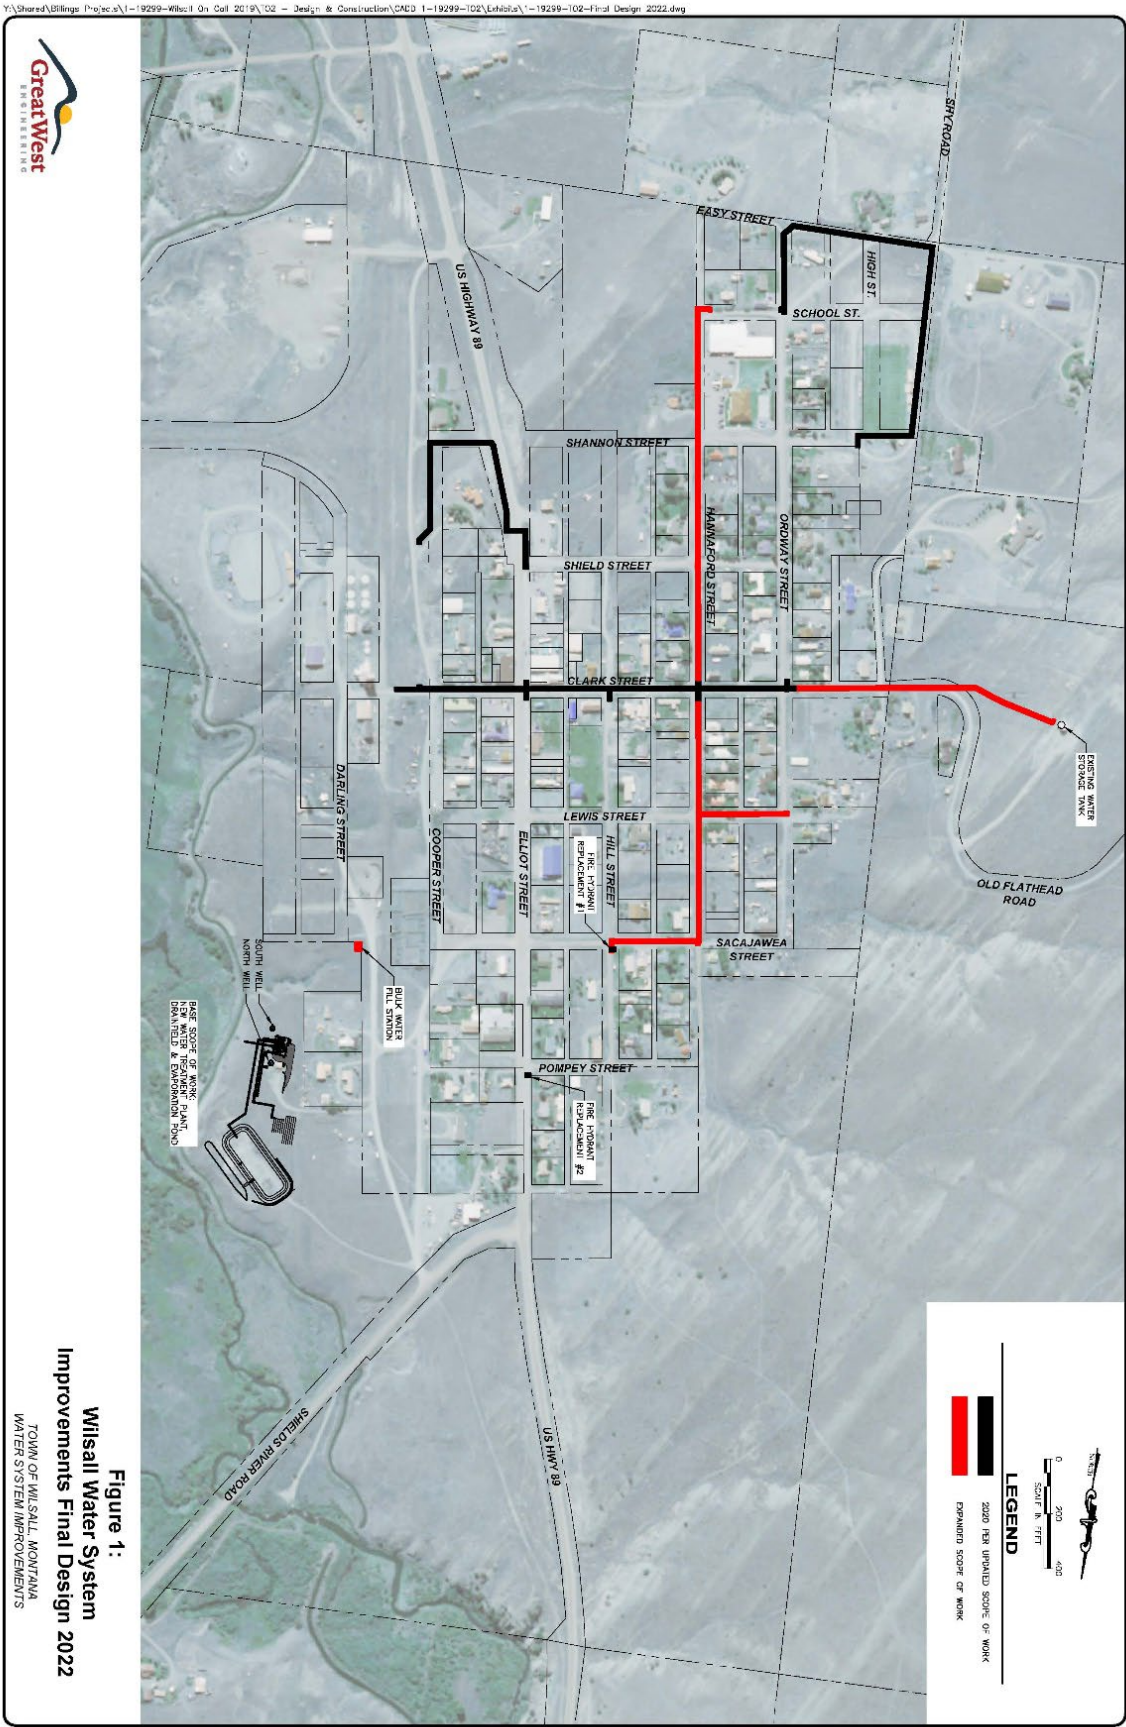 Y:\Shared\Billings Projects\1-19299-Wilsall On Call 2019\TO2 - Design & Construction\CADD 1-19299-TO2\Exhibits\1-19299-TO2-Final Design 2022.dwg
GreatWest
ENGINEERING
SHY ROAD
EASY STREET
HIGH ST.
SCHOOL ST.
US HIGHWAY 89
SHANNON STREET
HANNAFORD STREET
ORDWAY STREET
SHIELD STREET
CLARK STREET
EXISTING WATER
STORAGE TANK
DARLING STREET
COOPER STREET
ELLIOT STREET
LEWIS STREET
HILL STREET
FIRE HYDRANT
REPLACEMENT #1
OLD FLATHEAD
ROAD
SACAJAWEA
STREET
SOUTH WELL
NORTH WELL
BULK WATER
FILL STATION
BASE SCOPE OF WORK:
NEW WATER TREATMENT PLANT,
DRAINFIELD & EVAPORATION POND
POMPEY STREET
FIRE HYDRANT
REPLACEMENT #2
SHIELDS RIVER ROAD
US HWY 89
NORTH
0 200 400
SCALE IN FEET
LEGEND
2020 PER UPDATED SCOPE OF WORK
EXPANDED SCOPE OF WORK
Figure 1:
Wilsall Water System
Improvements Final Design 2022
TOWN OF WILSALL, MONTANA
WATER SYSTEM IMPROVEMENTS